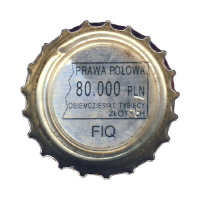 PRAWA POŁOWA
80.000 PLN
OSIEMDZIESIĄT TYSIĘCY
ZŁOTYCH
FIQ